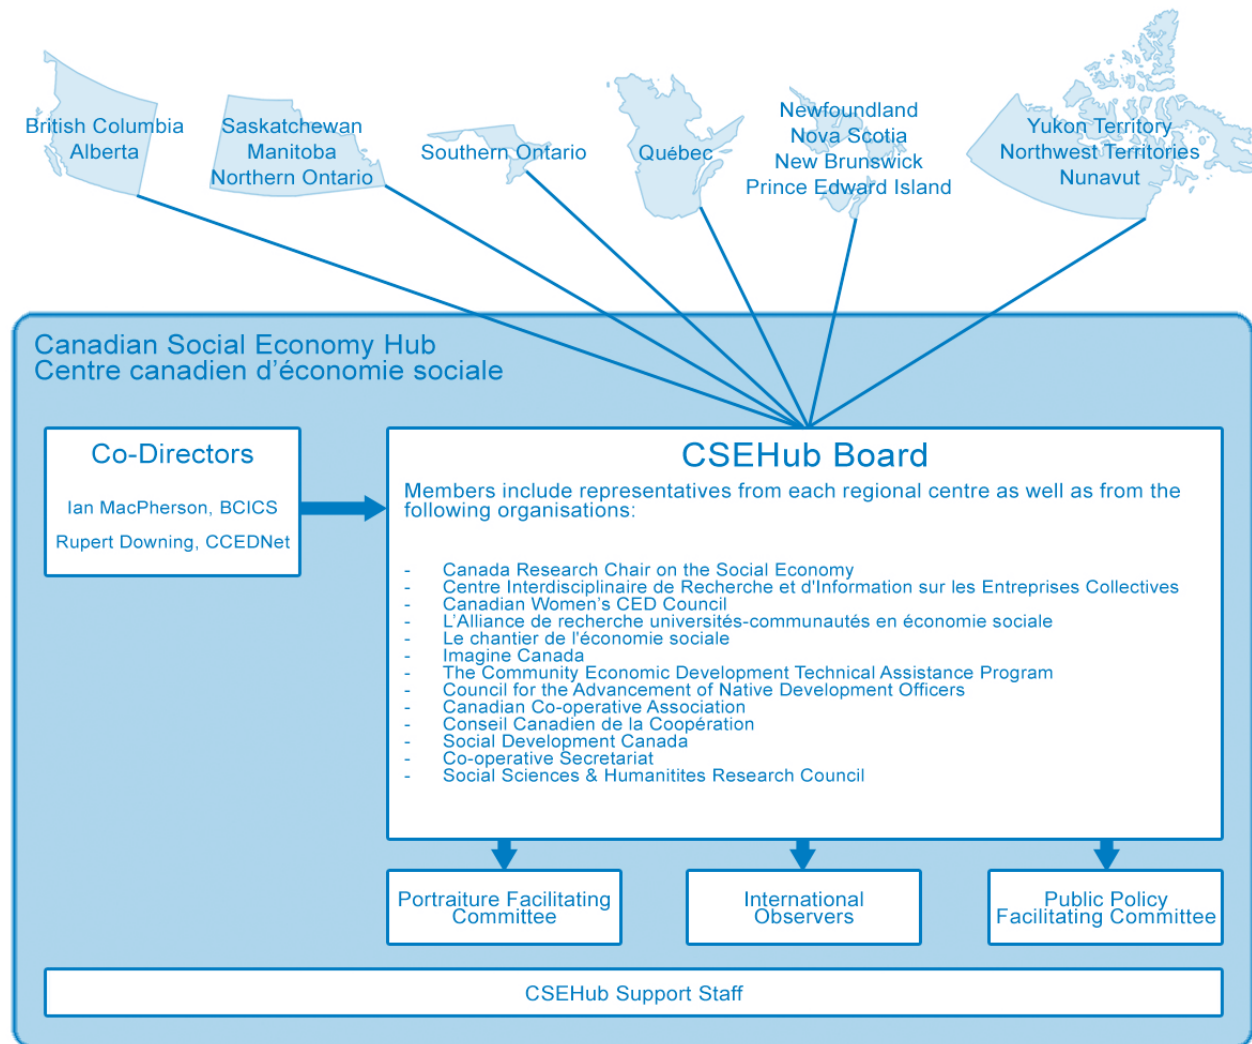 British Columbia
Alberta
Saskatchewan
Manitoba
Northern Ontario
Southern Ontario
Québec
Newfoundland
Nova Scotia
New Brunswick
Prince Edward Island
Yukon Territory
Northwest Territories
Nunavut
Canadian Social Economy Hub
Centre canadien d'économie sociale
Co-Directors
Ian MacPherson, BCICS
Rupert Downing, CCEDNet
CSEHub Board
Members include representatives from each regional centre as well as from the
following organisations:
- Canada Research Chair on the Social Economy
- Centre Interdisciplinaire de Recherche et d'Information sur les Entreprises Collectives
- Canadian Women's CED Council
- L'Alliance de recherche universités-communautés en économie sociale
- Le chantier de l'économie sociale
- Imagine Canada
- The Community Economic Development Technical Assistance Program
- Council for the Advancement of Native Development Officers
- Canadian Co-operative Association
- Conseil Canadien de la Coopération
- Social Development Canada
- Co-operative Secretariat
- Social Sciences & Humanitites Research Council
Portraiture Facilitating
Committee
International
Observers
Public Policy
Facilitating Committee
CSEHub Support Staff